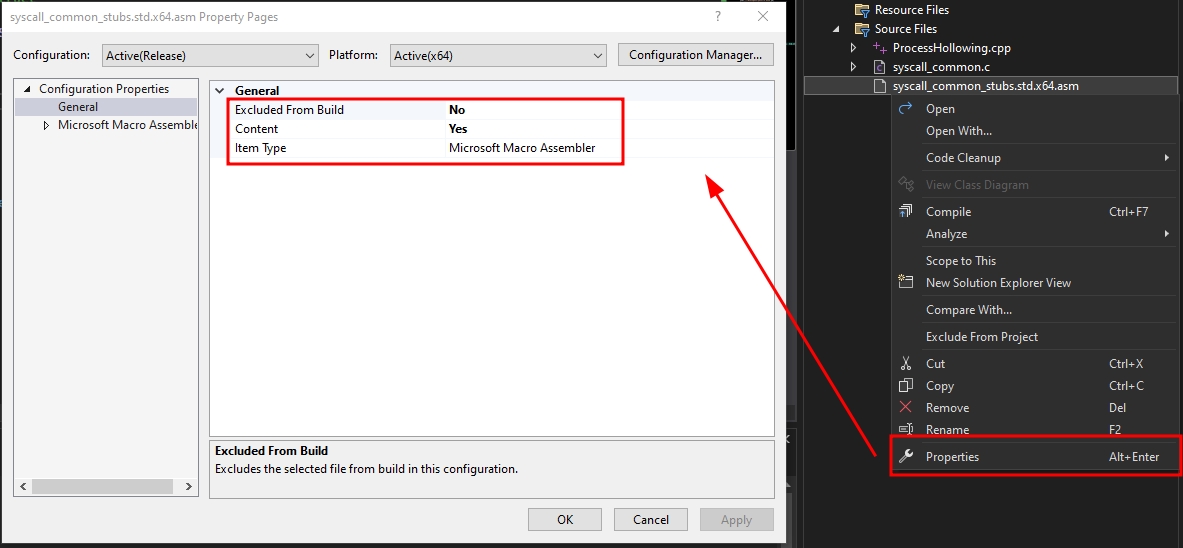 syscall_common_stubs.std.x64.asm Property Pages
?
Configuration: Active(Release) Platform: Active(x64) Configuration Manager...
Configuration Properties
General
Microsoft Macro Assemble
General
Excluded From Build No
Content Yes
Item Type Microsoft Macro Assembler
Excluded From Build
Excludes the selected file from build in this configuration.
OK Cancel Apply
Resource Files
Source Files
ProcessHollowing.cpp
syscall_common.c
syscall_common_stubs.std.x64.asm
Open
Open With...
Code Cleanup
View Class Diagram
Compile Ctrl+F7
Analyze
Scope to This
New Solution Explorer View
Compare With...
Exclude From Project
Cut Ctrl+X
Copy Ctrl+C
Remove Del
Rename F2
Properties Alt+Enter